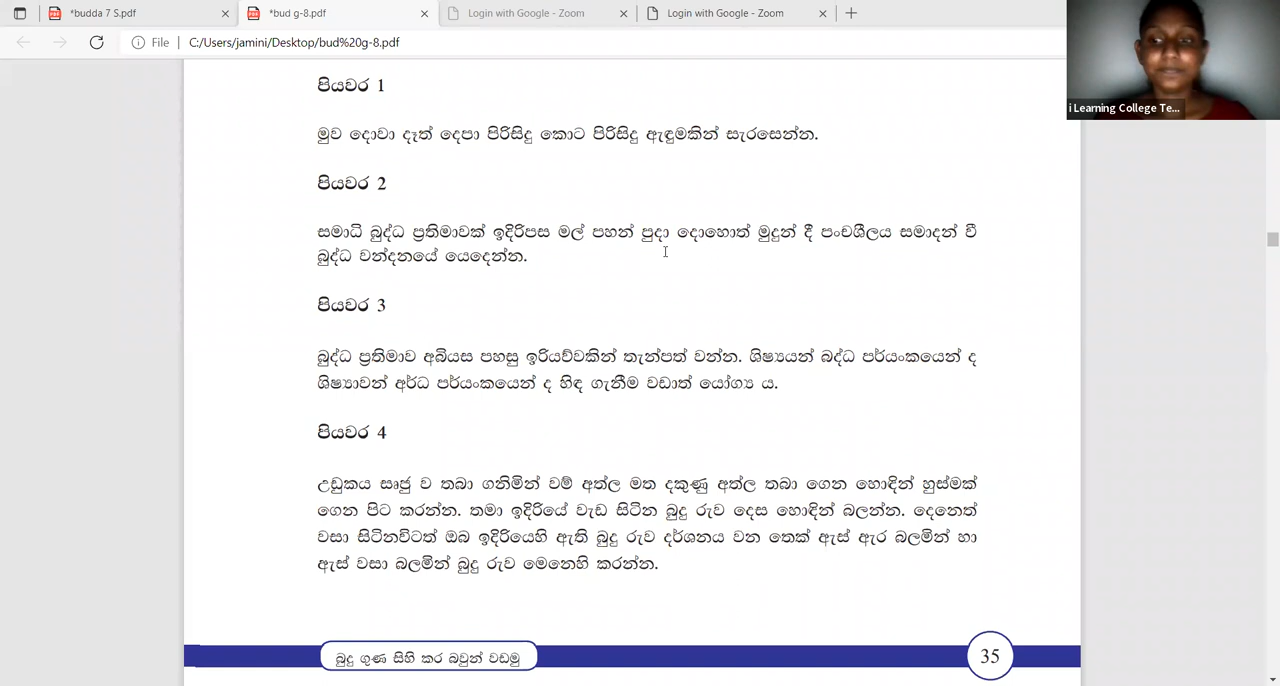 *budda 7 S.pdf
*bud g-8.pdf
Login with Google - Zoom
Login with Google - Zoom
File
C:/Users/jamini/Desktop/bud%20g-8.pdf
i Learning College Te...
පියවර 1
මුව දොවා දෑත් දෙපා පිරිසිදු කොට පිරිසිදු ඇඳුමකින් සැරසෙන්න.
පියවර 2
සමාධි බුද්ධ ප්‍රතිමාවක් ඉදිරිපස මල් පහන් පුදා දොහොත් මුදුන් දී පංචශීලය සමාදන් වී
බුද්ධ වන්දනයේ යෙදෙන්න.
පියවර 3
බුද්ධ ප්‍රතිමාව අබියස පහසු ඉරියව්වකින් තැන්පත් වන්න. ශිෂ්‍යයන් බද්ධ පර්යංකයෙන් ද
ශිෂ්‍යාවන් අර්ධ පර්යංකයෙන් ද හිඳ ගැනීම වඩාත් යෝග්‍ය ය.
පියවර 4
උඩුකය සෘජු ව තබා ගනිමින් වම් අත්ල මත දකුණු අත්ල තබා ගෙන හොඳින් හුස්මක්
ගෙන පිට කරන්න. තමා ඉදිරියේ වැඩ සිටින බුදු රුව දෙස හොඳින් බලන්න. දෙනෙත්
වසා සිටිනවිටත් ඔබ ඉදිරියෙහි ඇති බුදු රුව දර්ශනය වන තෙක් ඇස් ඇර බලමින් හා
ඇස් වසා බලමින් බුදු රුව මෙනෙහි කරන්න.
බුදු ගුණ සිහි කර බවුන් වඩමු
35